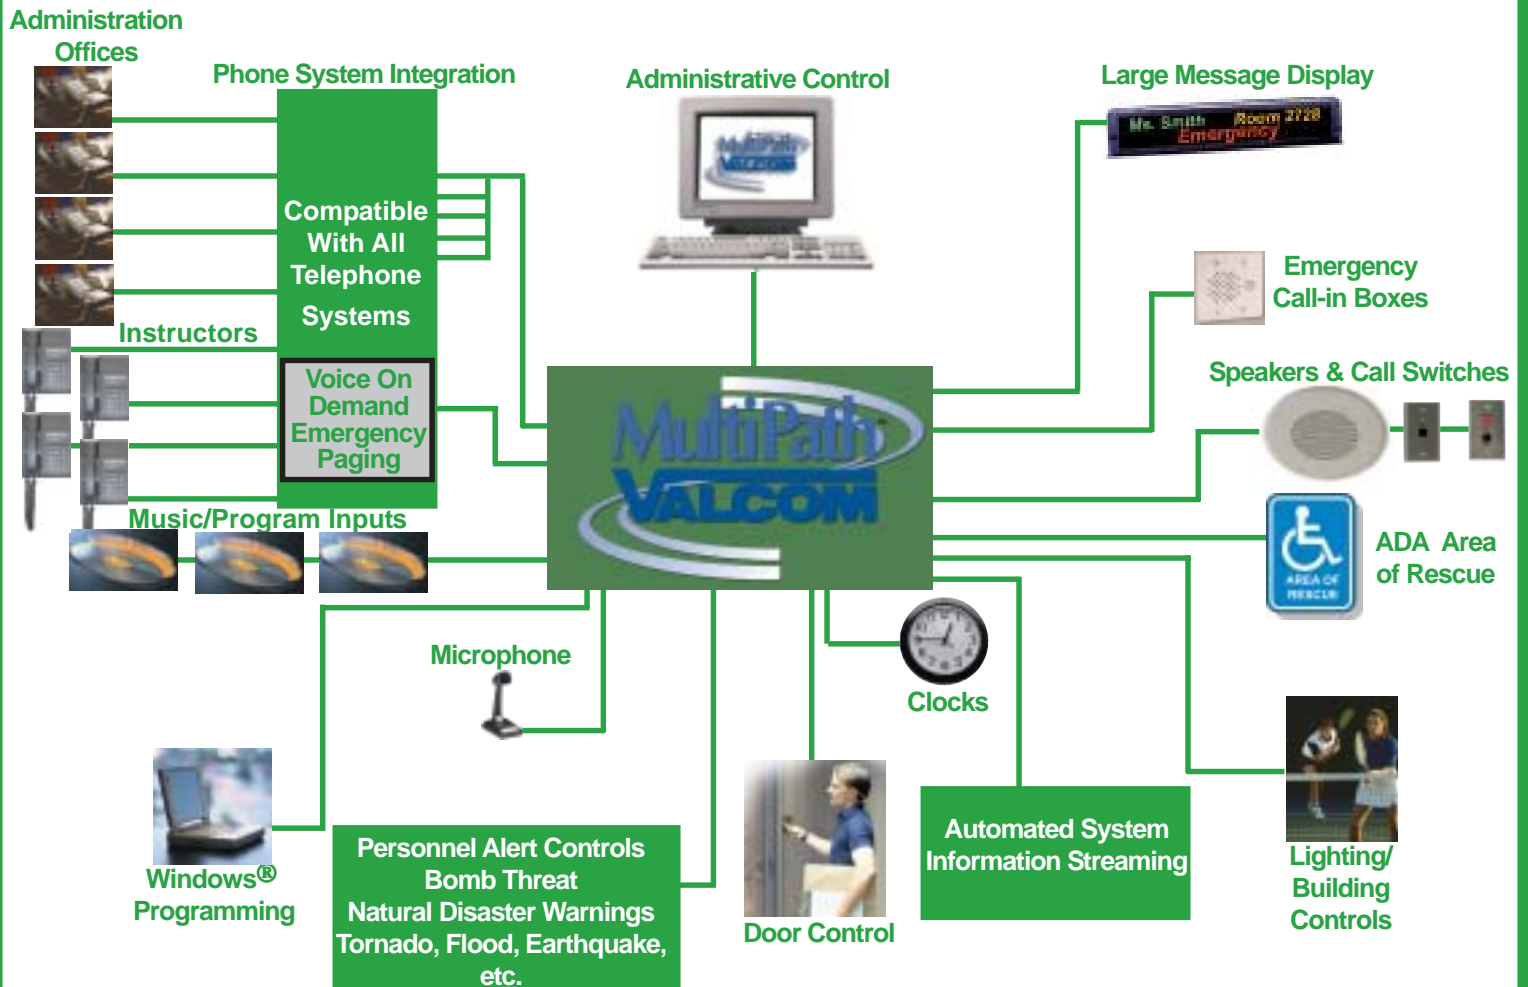 Administration
Offices
Phone System Integration
Administrative Control
Large Message Display
MultiPath
VALCOM
Ms. Smith Room 2728
Emergency
Compatible
With All
Telephone
Systems
Emergency
Call-in Boxes
Instructors
Voice On
Demand
Emergency
Paging
Speakers & Call Switches
MultiPath™
VALCOM
Music/Program Inputs
AREA OF
RESCUE
ADA Area
of Rescue
Microphone
Clocks
Windows®
Programming
Personnel Alert Controls
Bomb Threat
Natural Disaster Warnings
Tornado, Flood, Earthquake,
etc.
Door Control
Automated System
Information Streaming
Lighting/
Building
Controls